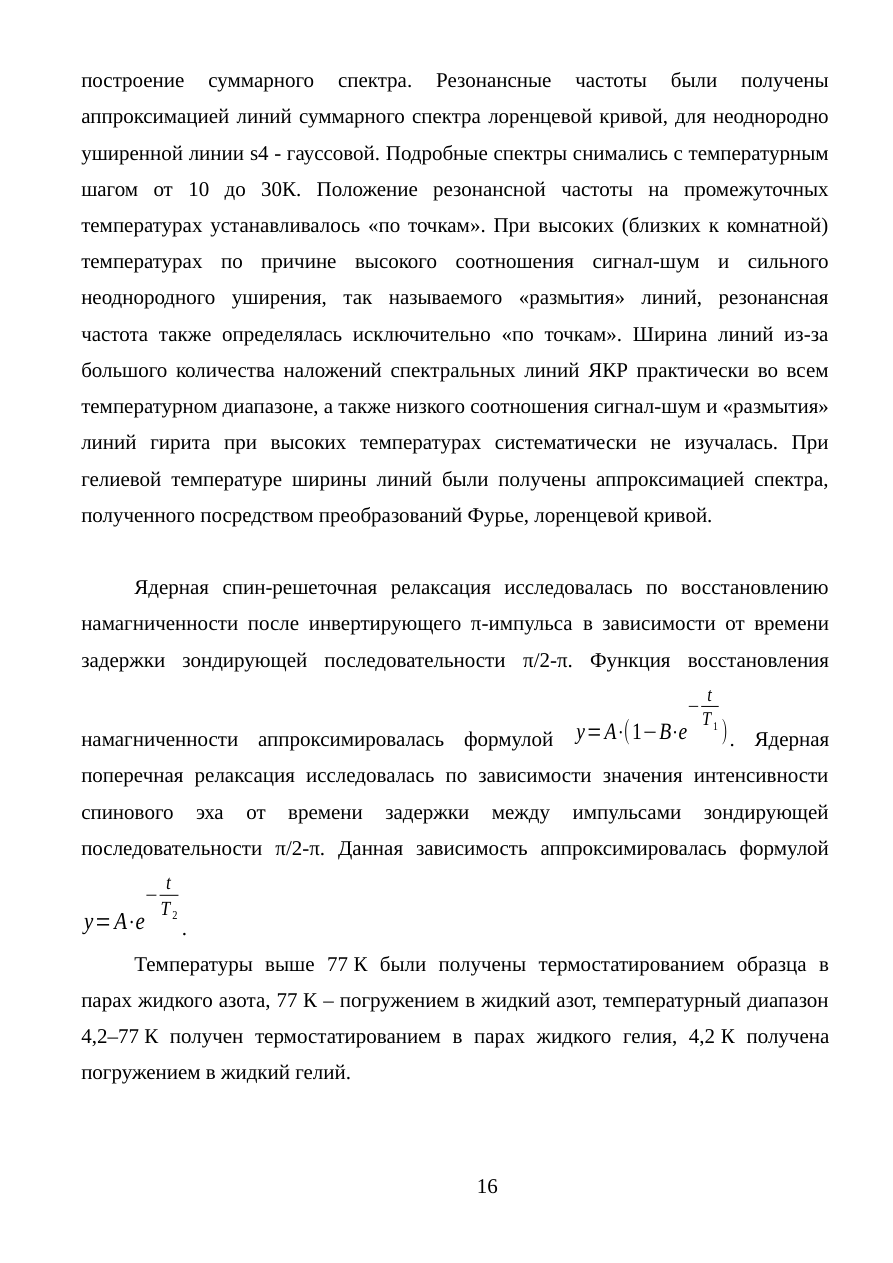 построение суммарного спектра. Резонансные частоты были получены
аппроксимацией линий суммарного спектра лоренцевой кривой, для неоднородно
уширенной линии s4 - гауссовой. Подробные спектры снимались с температурным
шагом от 10 до 30К. Положение резонансной частоты на промежуточных
температурах устанавливалось «по точкам». При высоких (близких к комнатной)
температурах по причине высокого соотношения сигнал-шум и сильного
неоднородного уширения, так называемого «размытия» линий, резонансная
частота также определялась исключительно «по точкам». Ширина линий из-за
большого количества наложений спектральных линий ЯКР практически во всем
температурном диапазоне, а также низкого соотношения сигнал-шум и «размытия»
линий гирита при высоких температурах систематически не изучалась. При
гелиевой температуре ширины линий были получены аппроксимацией спектра,
полученного посредством преобразований Фурье, лоренцевой кривой.
Ядерная спин-решеточная релаксация исследовалась по восстановлению
намагниченности после инвертирующего π-импульса в зависимости от времени
задержки зондирующей последовательности π/2-π. Функция восстановления
намагниченности аппроксимировалась формулой y=A·(1−B·e^(−t/T₁)). Ядерная
поперечная релаксация исследовалась по зависимости значения интенсивности
спинового эха от времени задержки между импульсами зондирующей
последовательности π/2-π. Данная зависимость аппроксимировалась формулой
y=A·e^(−t/T₂).
Температуры выше 77 К были получены термостатированием образца в
парах жидкого азота, 77 К – погружением в жидкий азот, температурный диапазон
4,2–77 К получен термостатированием в парах жидкого гелия, 4,2 К получена
погружением в жидкий гелий.
16